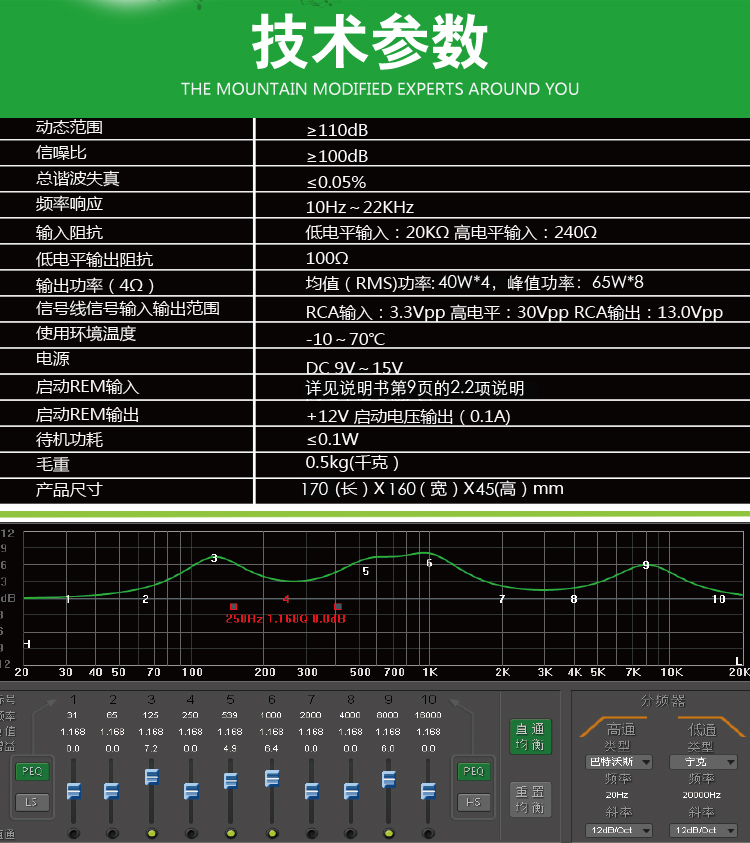 技术参数
THE MOUNTAIN MODIFIED EXPERTS AROUND YOU
动态范围 ≥110dB
信噪比 ≥100dB
总谐波失真 ≤0.05%
频率响应 10Hz～22KHz
输入阻抗 低电平输入：20KΩ 高电平输入：240Ω
低电平输出阻抗 100Ω
输出功率（4Ω） 均值（RMS)功率: 40W*4，峰值功率：65W*8
信号线信号输入输出范围 RCA输入：3.3Vpp 高电平：30Vpp RCA输出：13.0Vpp
使用环境温度 -10～70℃
电源 DC 9V～15V
启动REM输入 详见说明书第9页的2.2项说明
启动REM输出 +12V 启动电压输出（0.1A)
待机功耗 ≤0.1W
毛重 0.5kg(千克）
产品尺寸 170 (长）X 160（宽）X45(高）mm
12
9
6
3
dB
3
6
9
12
H
L
1 2 3 4 5 6 7 8 9 10
250Hz 1.168Q 0.0dB
20 30 40 50 70 100 200 300 500 700 1K 2K 3K 4K 5K 7K 10K 20K
号 1 2 3 4 5 6 7 8 9 10
率 31 65 125 250 539 1000 2000 4000 8000 16000
值 1.168 1.168 1.168 1.168 1.168 1.168 1.168 1.168 1.168 1.168
益 0.0 0.0 7.2 0.0 4.9 6.4 0.0 0.0 6.0 0.0
PEQ
LS
PEQ
HS
直通
均衡
重置
均衡
直通
分频器
高通 低通
类型 类型
巴特沃斯 宁克
频率 频率
20Hz 20000Hz
斜率 斜率
12dB/Oct 12dB/Oct